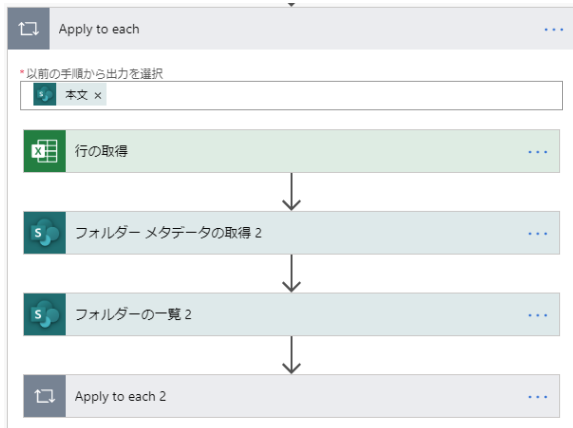 Apply to each
*以前の手順から出力を選択
本文 ×
行の取得
フォルダー メタデータの取得 2
フォルダーの一覧 2
Apply to each 2